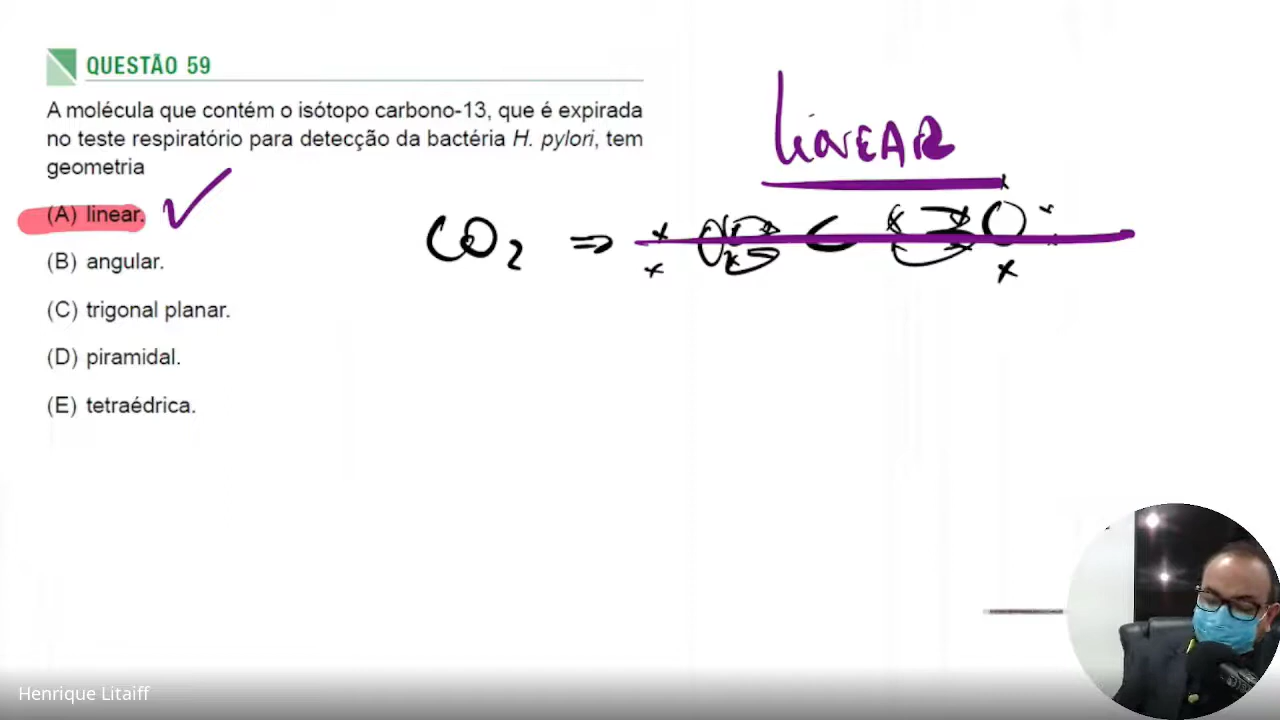 QUESTÃO 59
A molécula que contém o isótopo carbono-13, que é expirada
no teste respiratório para detecção da bactéria H. pylori, tem
geometria
(A) linear.
(B) angular.
(C) trigonal planar.
(D) piramidal.
(E) tetraédrica.
LINEAR
CO2 ⇒ O C O
Henrique Litaiff